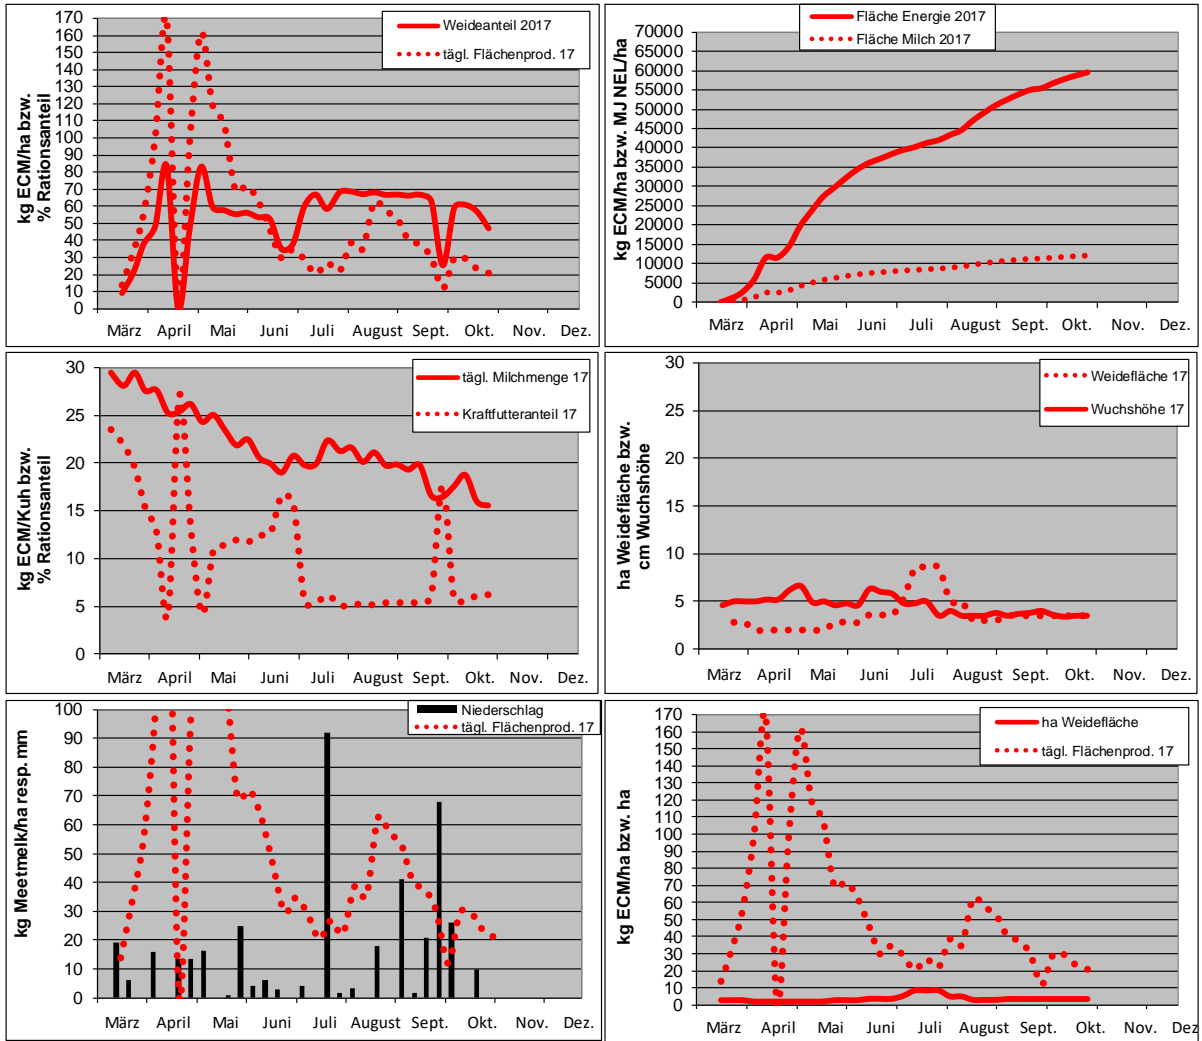 kg ECM/ha bzw.
% Rationsanteil
170
160
150
140
130
120
110
100
90
80
70
60
50
40
30
20
10
0
Weideanteil 2017
tägl. Flächenprod. 17
März April Mai Juni Juli August Sept. Okt. Nov. Dez.
kg ECM/ha bzw. MJ NEL/ha
Fläche Energie 2017
Fläche Milch 2017
70000
65000
60000
55000
50000
45000
40000
35000
30000
25000
20000
15000
10000
5000
0
März April Mai Juni Juli August Sept. Okt. Nov. Dez.
kg ECM/Kuh bzw.
% Rationsanteil
30
25
20
15
10
5
0
tägl. Milchmenge 17
Kraftfutteranteil 17
März April Mai Juni Juli August Sept. Okt. Nov. Dez.
ha Weidefläche bzw.
cm Wuchshöhe
30
25
20
15
10
5
0
Weidefläche 17
Wuchshöhe 17
März April Mai Juni Juli August Sept. Okt. Nov. Dez.
kg Meetmelk/ha resp. mm
100
90
80
70
60
50
40
30
20
10
0
Niederschlag
tägl. Flächenprod. 17
März April Mai Juni Juli August Sept. Okt. Nov. Dez.
kg ECM/ha bzw. ha
170
160
150
140
130
120
110
100
90
80
70
60
50
40
30
20
10
0
ha Weidefläche
tägl. Flächenprod. 17
März April Mai Juni Juli August Sept. Okt. Nov. Dez